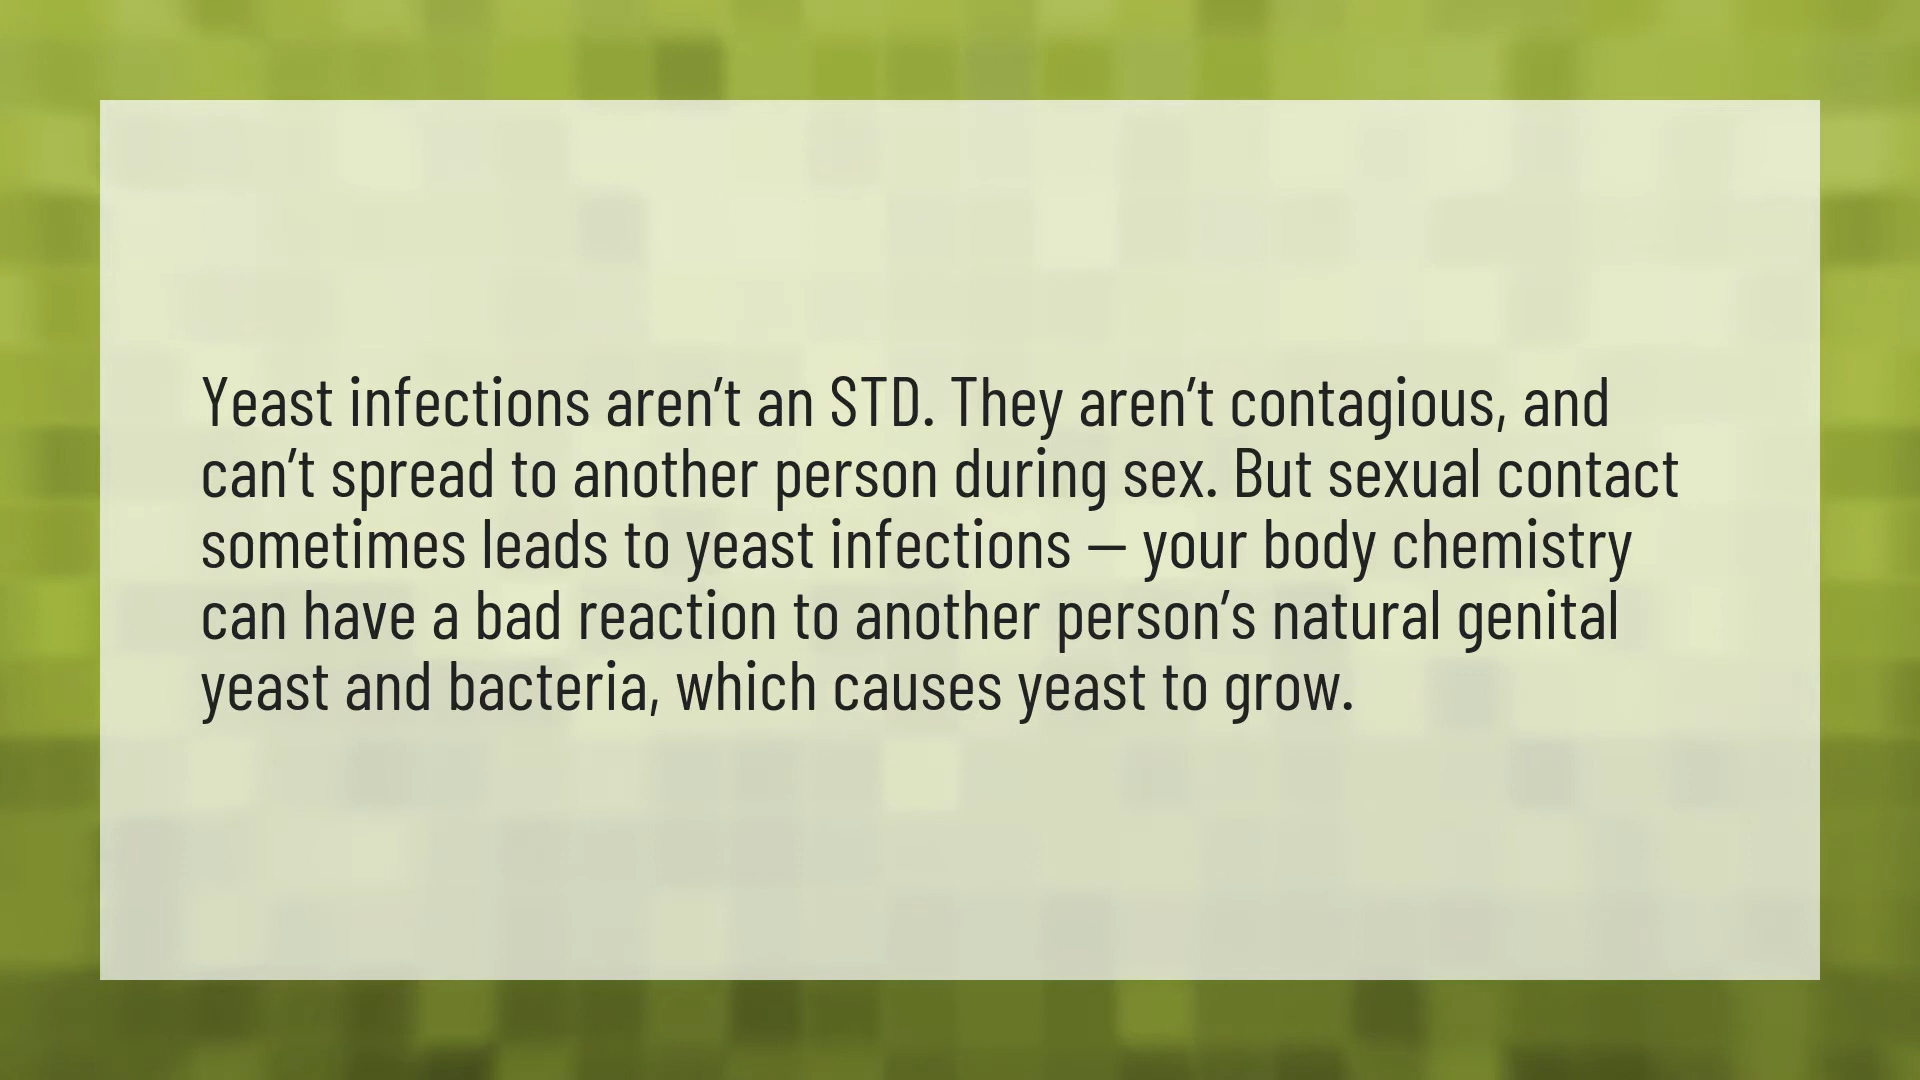 Yeast infections aren’t an STD. They aren’t contagious, and
can’t spread to another person during sex. But sexual contact
sometimes leads to yeast infections — your body chemistry
can have a bad reaction to another person’s natural genital
yeast and bacteria, which causes yeast to grow.